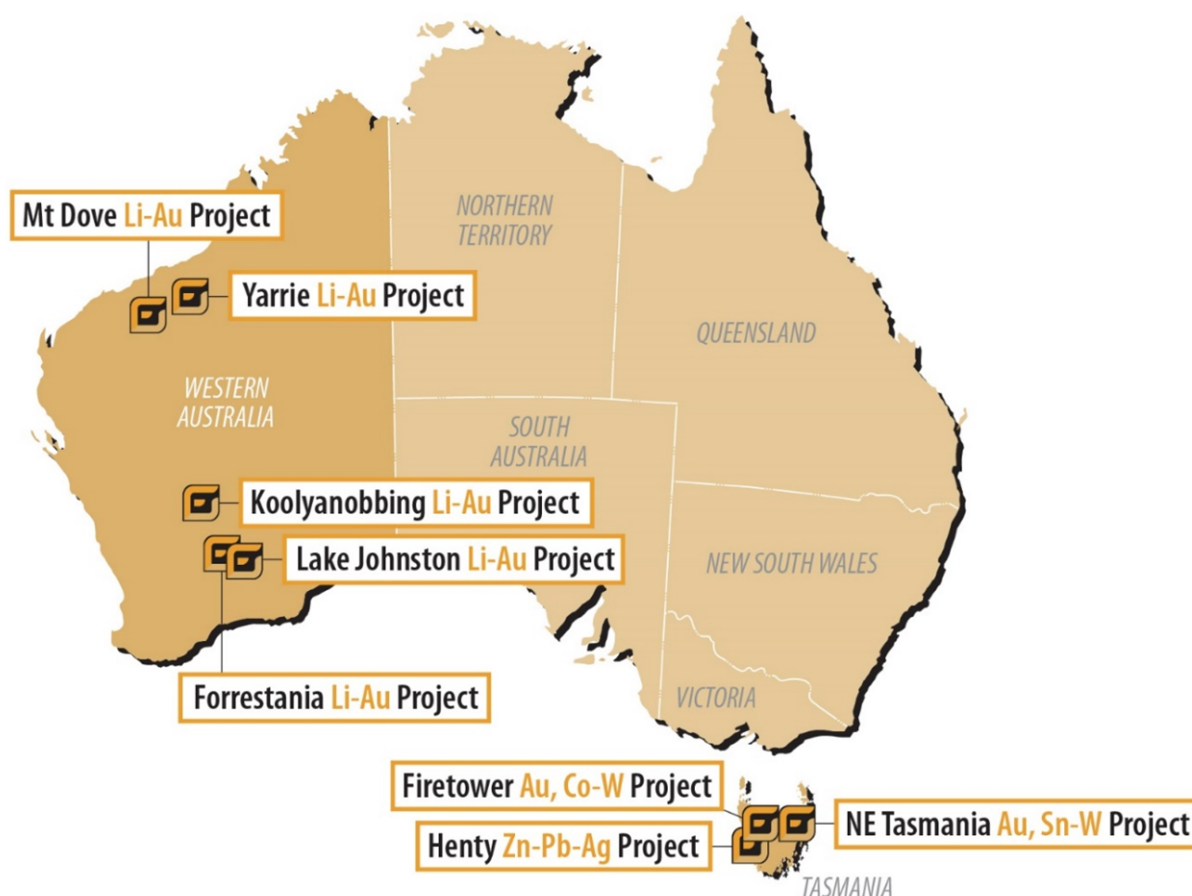 Mt Dove Li-Au Project
Yarrie Li-Au Project
NORTHERN
TERRITORY
QUEENSLAND
WESTERN
AUSTRALIA
SOUTH
AUSTRALIA
Koolyanobbing Li-Au Project
Lake Johnston Li-Au Project
NEW SOUTH WALES
Forrestania Li-Au Project
VICTORIA
Firetower Au, Co-W Project
NE Tasmania Au, Sn-W Project
Henty Zn-Pb-Ag Project
TASMANIA